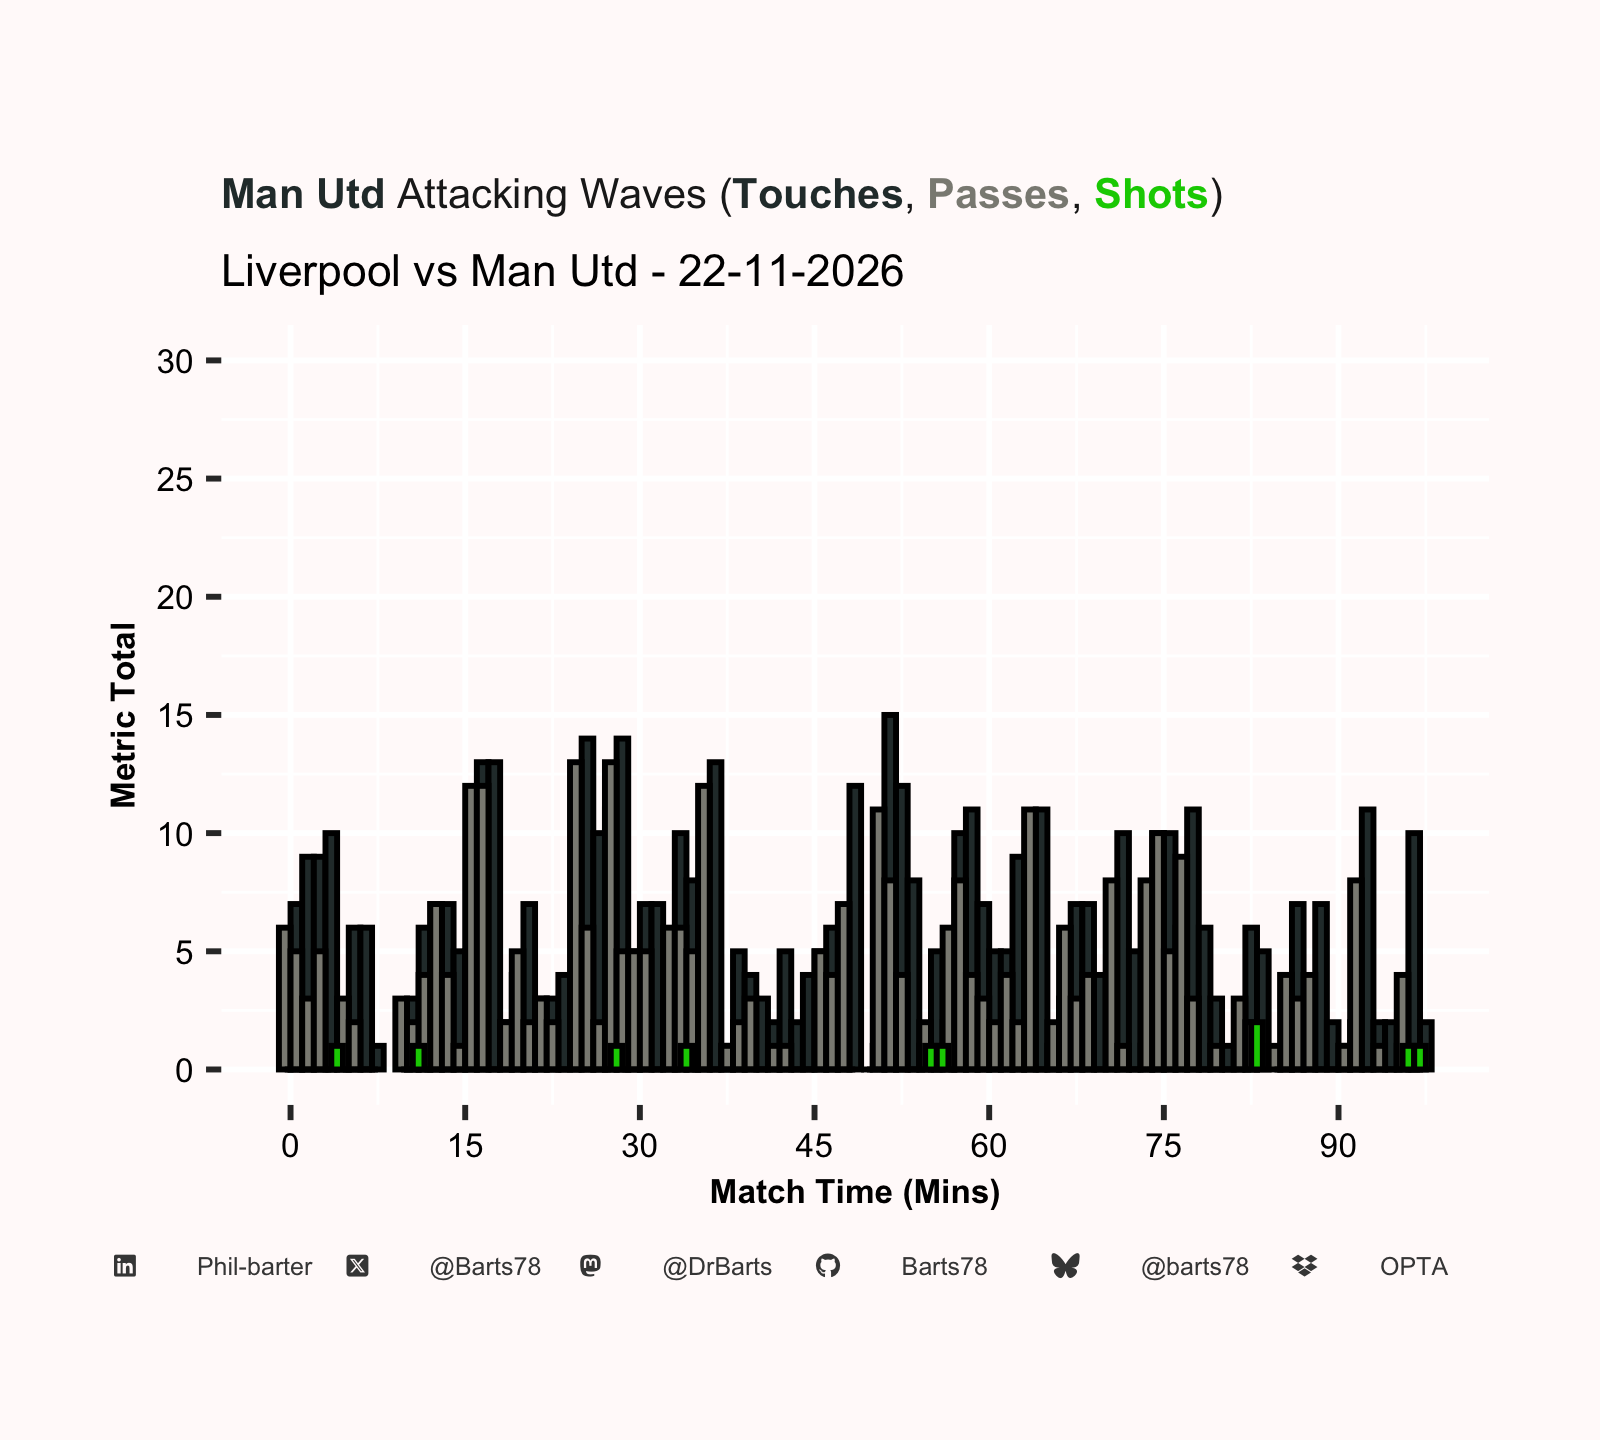 Man Utd Attacking Waves (Touches, Passes, Shots)
Liverpool vs Man Utd - 22-11-2026
30
25
20
15
10
5
0
Metric Total
0 15 30 45 60 75 90
Match Time (Mins)
Phil-barter @Barts78 @DrBarts Barts78 @barts78 OPTA